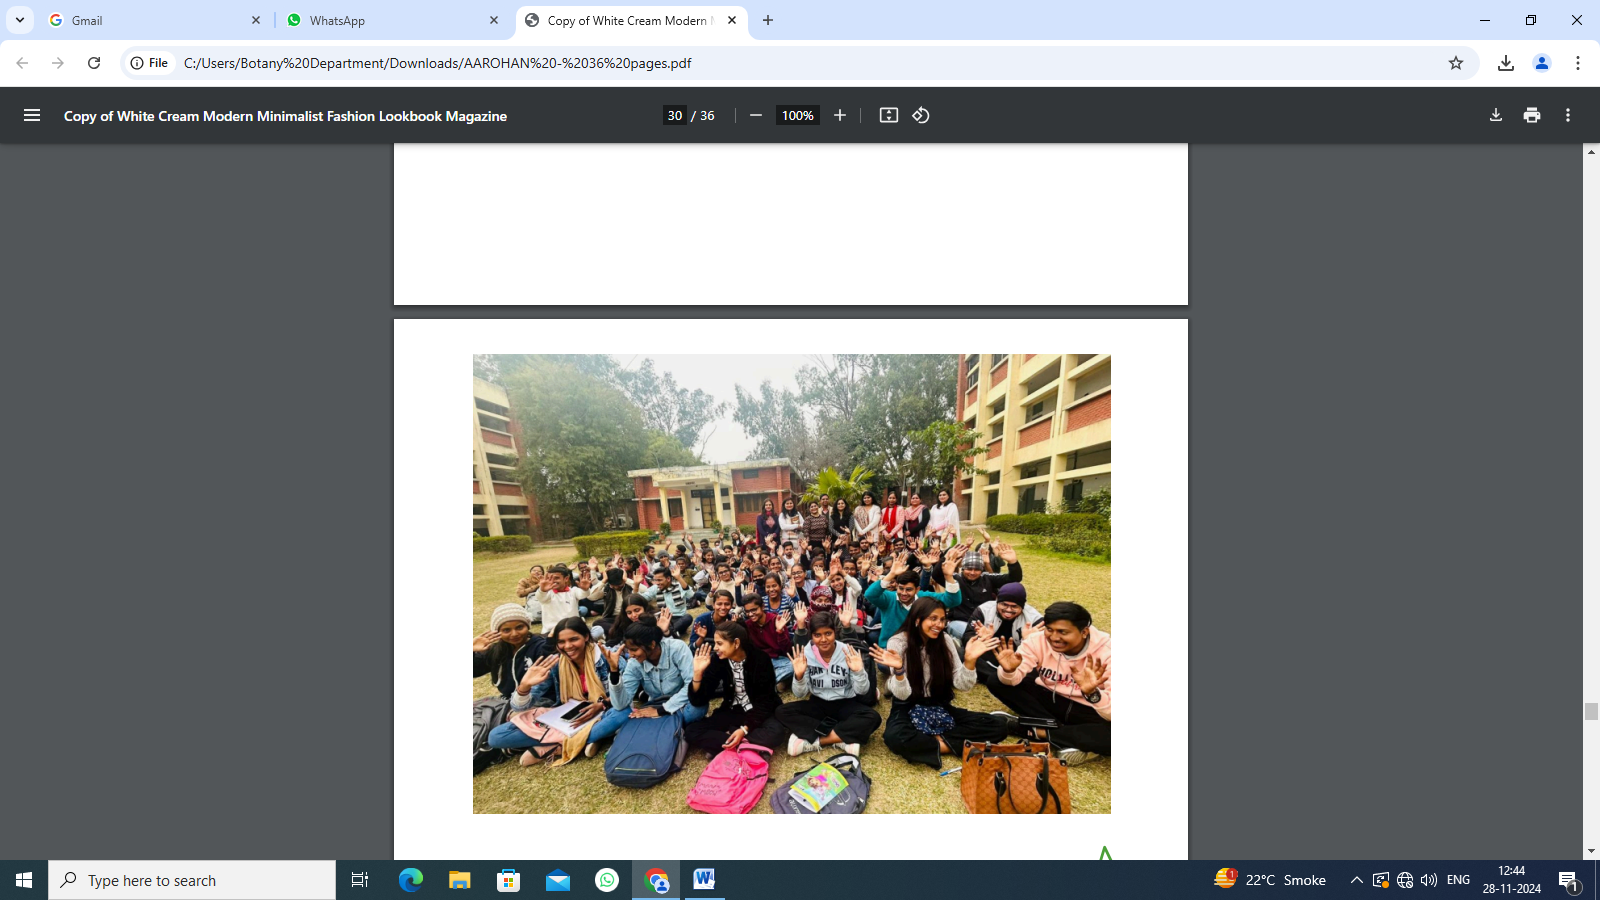 Gmail
WhatsApp
Copy of White Cream Modern
File
C:/Users/Botany%20Department/Downloads/AAROHAN%20-%2036%20pages.pdf
Copy of White Cream Modern Minimalist Fashion Lookbook Magazine
30 / 36
100%
Type here to search
1
22°C Smoke
ENG
12:44
28-11-2024
1